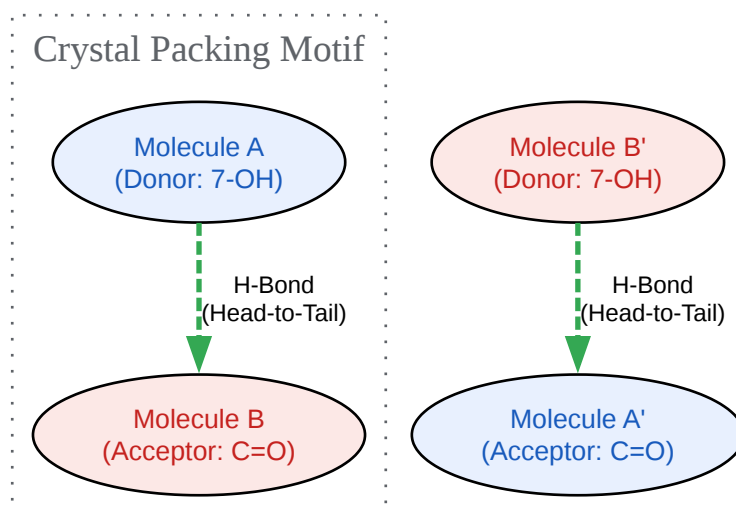 Crystal Packing Motif
Molecule A
(Donor: 7-OH)
Molecule B'
(Donor: 7-OH)
H-Bond
(Head-to-Tail)
H-Bond
(Head-to-Tail)
Molecule B
(Acceptor: C=O)
Molecule A'
(Acceptor: C=O)